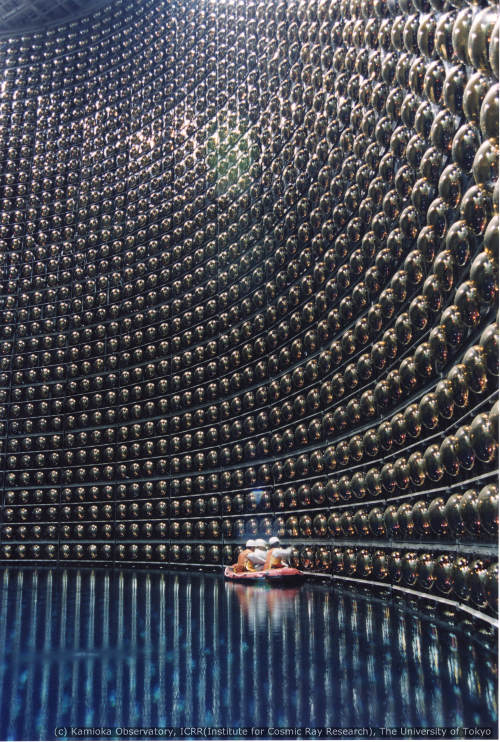 (c) Kamioka Observatory, ICRR(Institute for Cosmic Ray Research), The University of Tokyo